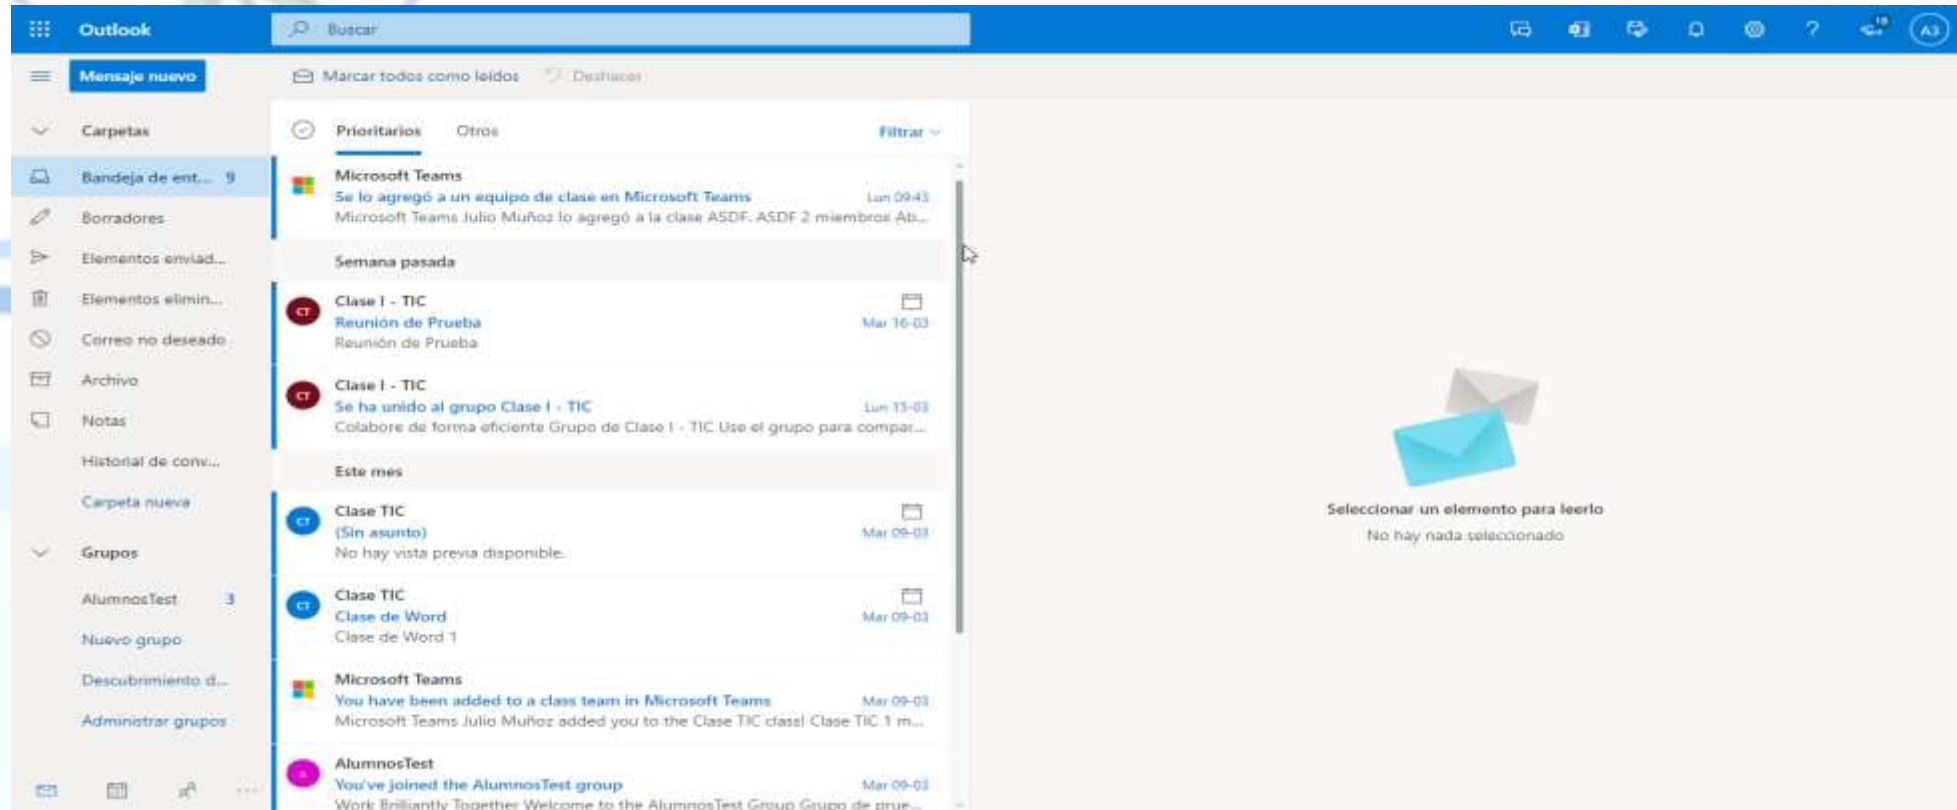 Outlook
Buscar
18
A3
Mensaje nuevo
Marcar todos como leídos
Deshacer
Carpetas
Prioritarios
Otros
Filtrar
Bandeja de ent... 9
Borradores
Elementos enviad...
Elementos elimin...
Correo no deseado
Archivo
Notas
Historial de conv...
Carpeta nueva
Grupos
AlumnosTest 3
Nuevo grupo
Descubrimiento d...
Administrar grupos
Microsoft Teams
Se lo agregó a un equipo de clase en Microsoft Teams Lun 09:43
Microsoft Teams Julio Muñoz lo agregó a la clase ASDF. ASDF 2 miembros Ab...
Semana pasada
CT
Clase I - TIC
Reunión de Prueba Mar 16-03
Reunión de Prueba
CT
Clase I - TIC
Se ha unido al grupo Clase I - TIC Lun 15-03
Colabore de forma eficiente Grupo de Clase I - TIC Use el grupo para compar...
Este mes
CT
Clase TIC
(Sin asunto) Mar 09-03
No hay vista previa disponible.
CT
Clase TIC
Clase de Word Mar 09-03
Clase de Word 1
Microsoft Teams
You have been added to a class team in Microsoft Teams Mar 09-03
Microsoft Teams Julio Muñoz added you to the Clase TIC class! Clase TIC 1 m...
A
AlumnosTest
You've joined the AlumnosTest group Mar 09-03
Work Brilliantly Together Welcome to the AlumnosTest Group Grupo de prue...
Seleccionar un elemento para leerlo
No hay nada seleccionado